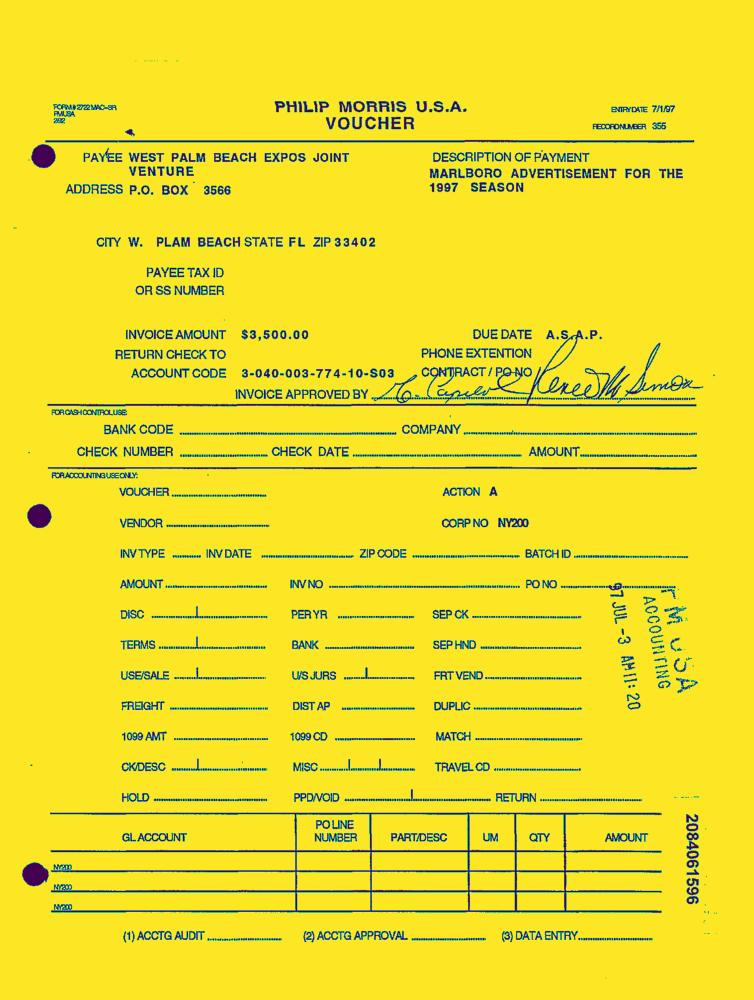 FORM# 2722 MAC-SR
PMUSA
2/92
PHILIP MORRIS U.S.A.
VOUCHER
ENTRY DATE 7/1/97
RECORD NUMBER 355
PAYEE WEST PALM BEACH EXPOS JOINT
VENTURE
ADDRESS P.O. BOX 3566
DESCRIPTION OF PAYMENT
MARLBORO ADVERTISEMENT FOR THE
1997 SEASON
CITY W. PLAM BEACH STATE FL ZIP 33402
PAYEE TAX ID
OR SS NUMBER
INVOICE AMOUNT $3,500.00 DUE DATE A.S.A.P.
RETURN CHECK TO PHONE EXTENTION
ACCOUNT CODE 3-040-003-774-10-S03 CONTRACT / PO NO
INVOICE APPROVED BY
FOR CASH CONTROL USE:
BANK CODE COMPANY
CHECK NUMBER CHECK DATE AMOUNT
FOR ACCOUNTING USE ONLY:
VOUCHER ACTION A
VENDOR CORP NO NY200
INV TYPE INV DATE ZIP CODE BATCH ID
AMOUNT INV NO PO NO
DISC PER YR SEP CK
TERMS BANK SEP HND
USE/SALE U/S JURS FRT VEND
FREIGHT DIST AP DUPLIC
1099 AMT 1099 CD MATCH
CK/DESC MISC TRAVEL CD
HOLD PPD/VOID RETURN
ACCOUNTING
97 JUL -3 AM 11: 20
GL ACCOUNT PO LINE NUMBER PART/DESC UM QTY AMOUNT
NY200
NY200
NY200
2084061596
(1) ACCTG AUDIT (2) ACCTG APPROVAL (3) DATA ENTRY